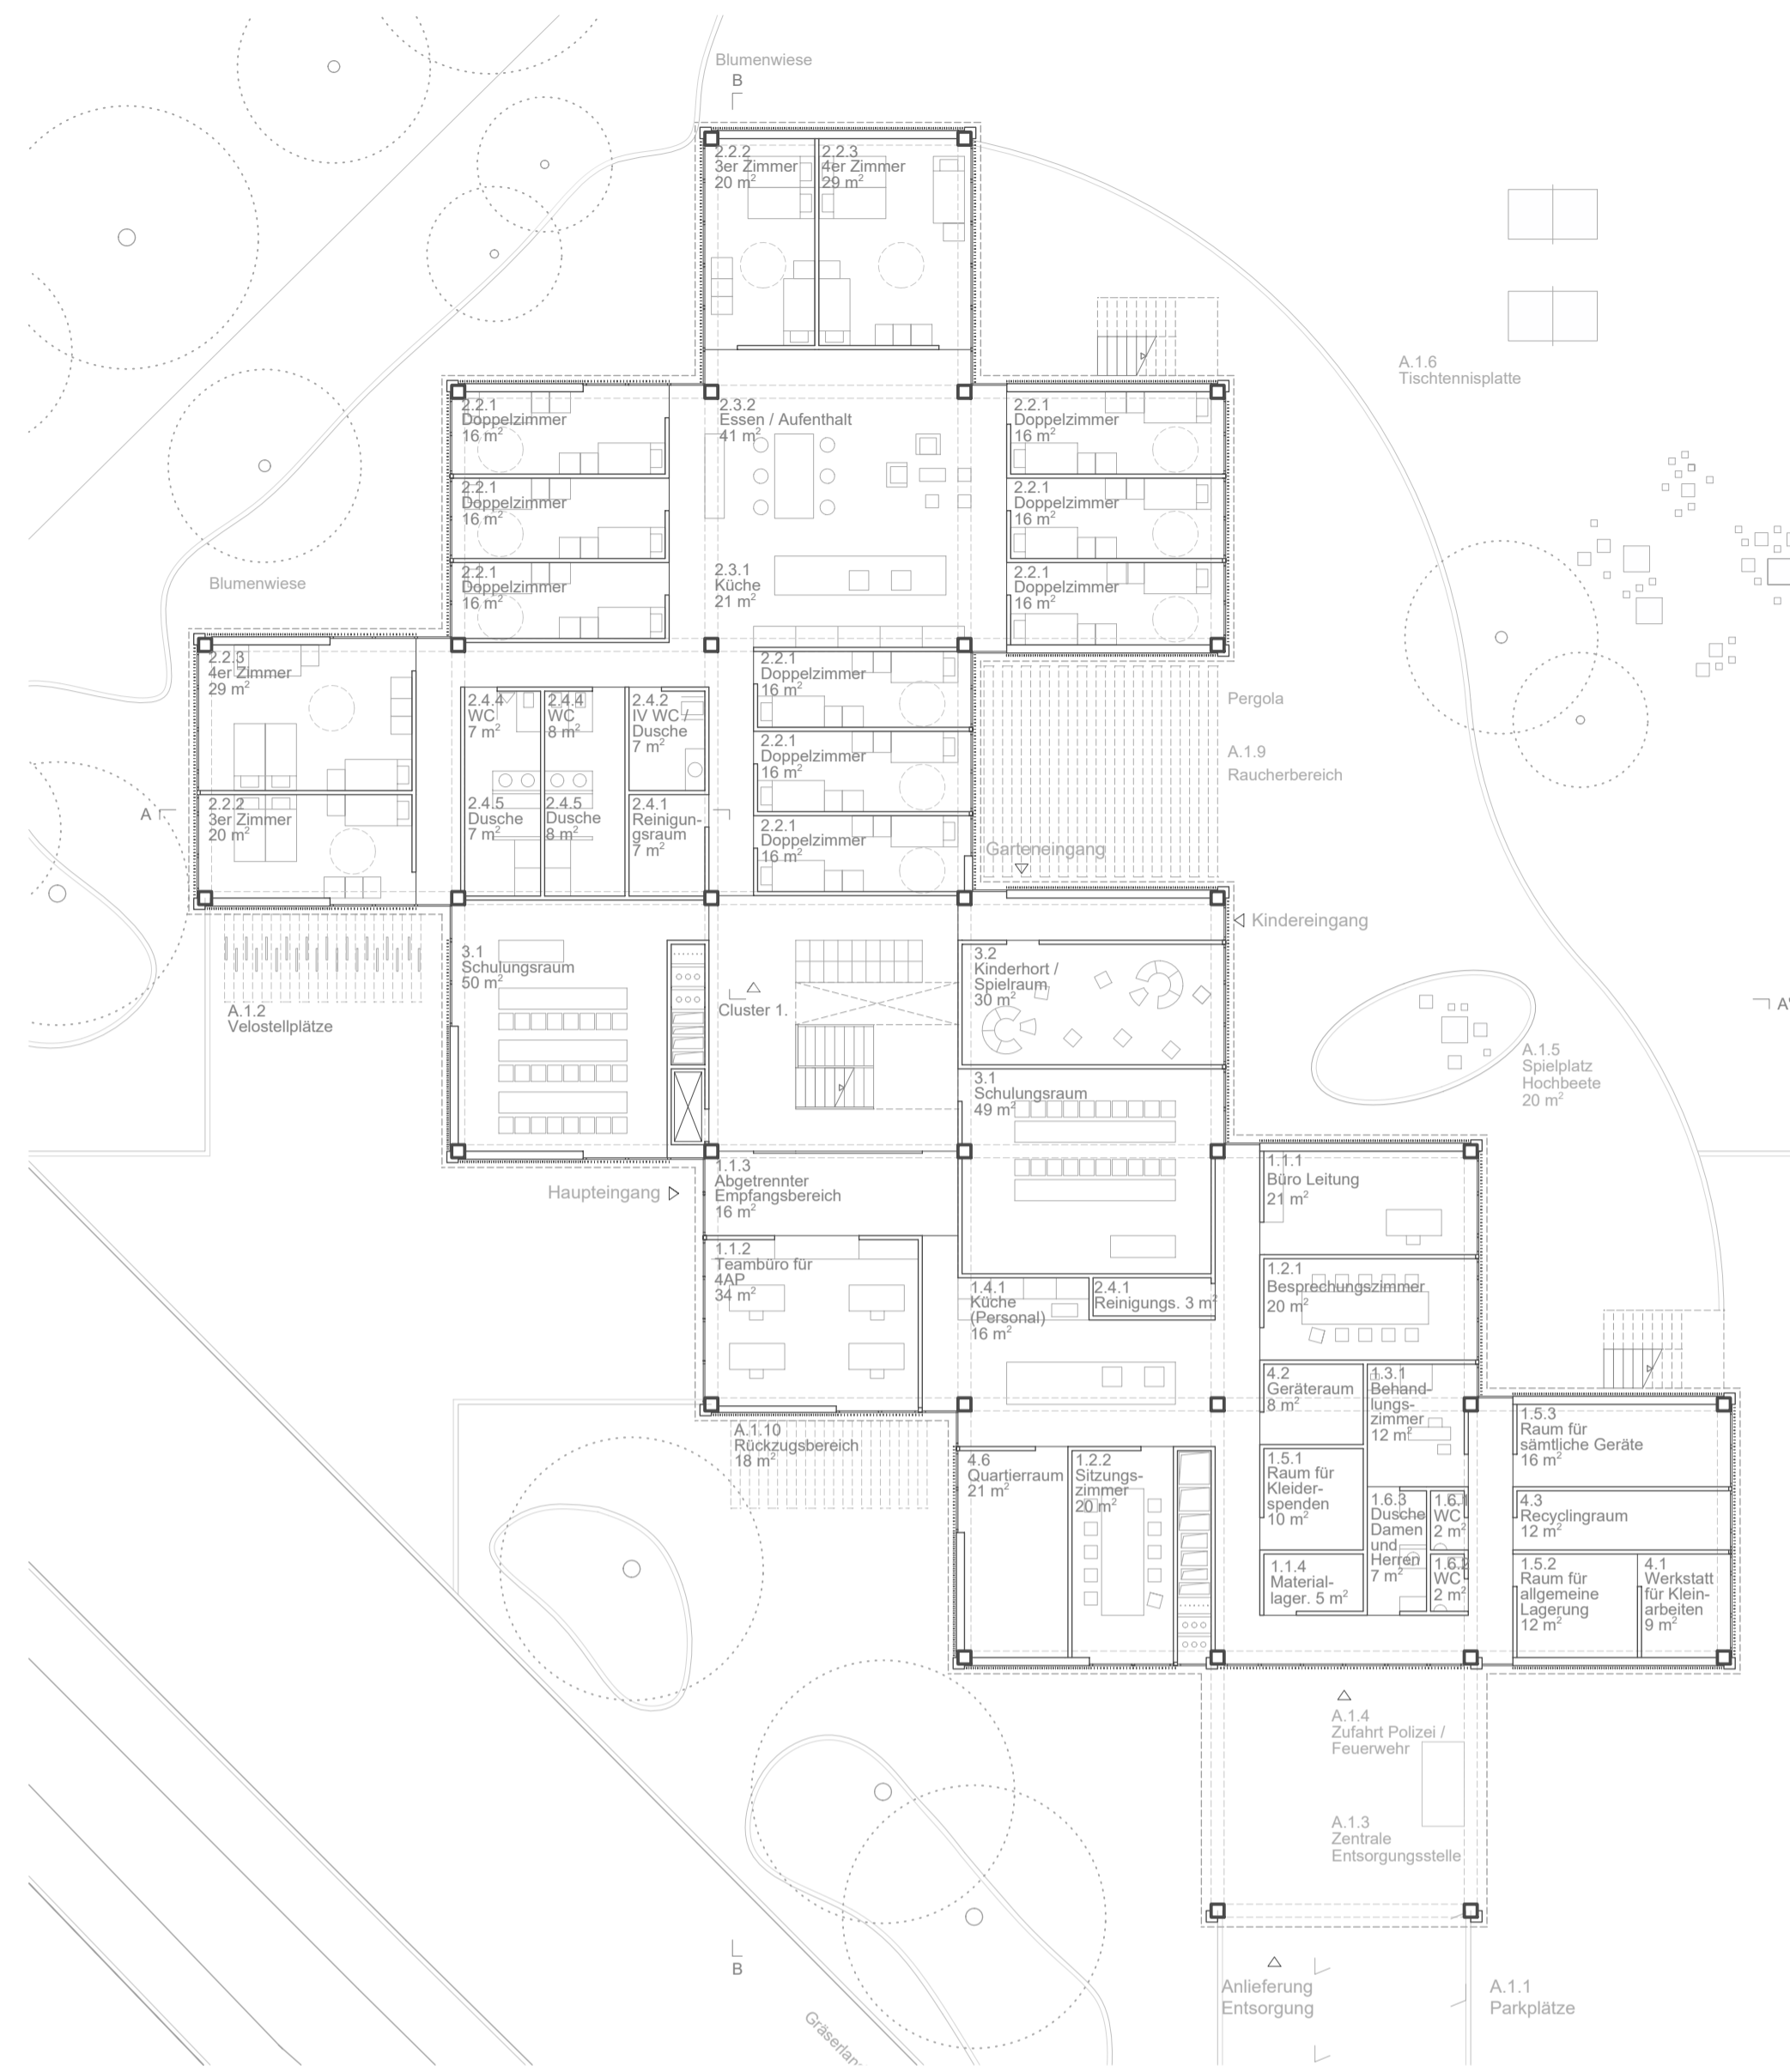 Blumenwiese
B
2.2.2
3er Zimmer
20 m²
2.2.3
4er Zimmer
29 m²
A.1.6
Tischtennisplatte
2.2.1
Doppelzimmer
16 m²
2.3.2
Essen / Aufenthalt
41 m²
2.2.1
Doppelzimmer
16 m²
2.2.1
Doppelzimmer
16 m²
2.2.1
Doppelzimmer
16 m²
2.2.1
Doppelzimmer
16 m²
2.3.1
Küche
21 m²
2.2.1
Doppelzimmer
16 m²
Blumenwiese
2.2.3
4er Zimmer
29 m²
2.2.1
Doppelzimmer
16 m²
2.4.4
WC
7 m²
2.4.4
WC
8 m²
2.4.2
IV WC /
Dusche
7 m²
Pergola
2.2.1
Doppelzimmer
16 m²
A.1.9
Raucherbereich
A
2.2.2
3er Zimmer
20 m²
2.4.5
Dusche
7 m²
2.4.5
Dusche
8 m²
2.4.1
Reinigun-
gsraum
7 m²
2.2.1
Doppelzimmer
16 m²
Garteneingang
Kindereingang
3.1
Schulungsraum
50 m²
3.2
Kinderhort /
Spielraum
30 m²
Cluster 1.
A.1.2
Velostellplätze
A'
A.1.5
Spielplatz
Hochbeete
20 m²
3.1
Schulungsraum
49 m²
Haupteingang
1.1.3
Abgetrennter
Empfangsbereich
16 m²
1.1.1
Büro Leitung
21 m²
1.1.2
Teambüro für
4AP
34 m²
1.2.1
Besprechungszimmer
20 m²
1.4.1
Küche
(Personal)
16 m²
2.4.1
Reinigungs. 3 m²
4.2
Geräteraum
8 m²
1.3.1
Behand-
lungs-
zimmer
12 m²
A.1.10
Rückzugsbereich
18 m²
1.5.3
Raum für
sämtliche Geräte
16 m²
4.6
Quartierraum
21 m²
1.2.2
Sitzungs-
zimmer
20 m²
1.5.1
Raum für
Kleider-
spenden
10 m²
1.6.3
Dusche
Damen
und
Herren
7 m²
1.6.1
WC
2 m²
4.3
Recyclingraum
12 m²
1.1.4
Material-
lager. 5 m²
1.6.2
WC
2 m²
1.5.2
Raum für
allgemeine
Lagerung
12 m²
4.1
Werkstatt
für Klein-
arbeiten
9 m²
A.1.4
Zufahrt Polizei /
Feuerwehr
A.1.3
Zentrale
Entsorgungsstelle
B
Anlieferung
Entsorgung
A.1.1
Parkplätze